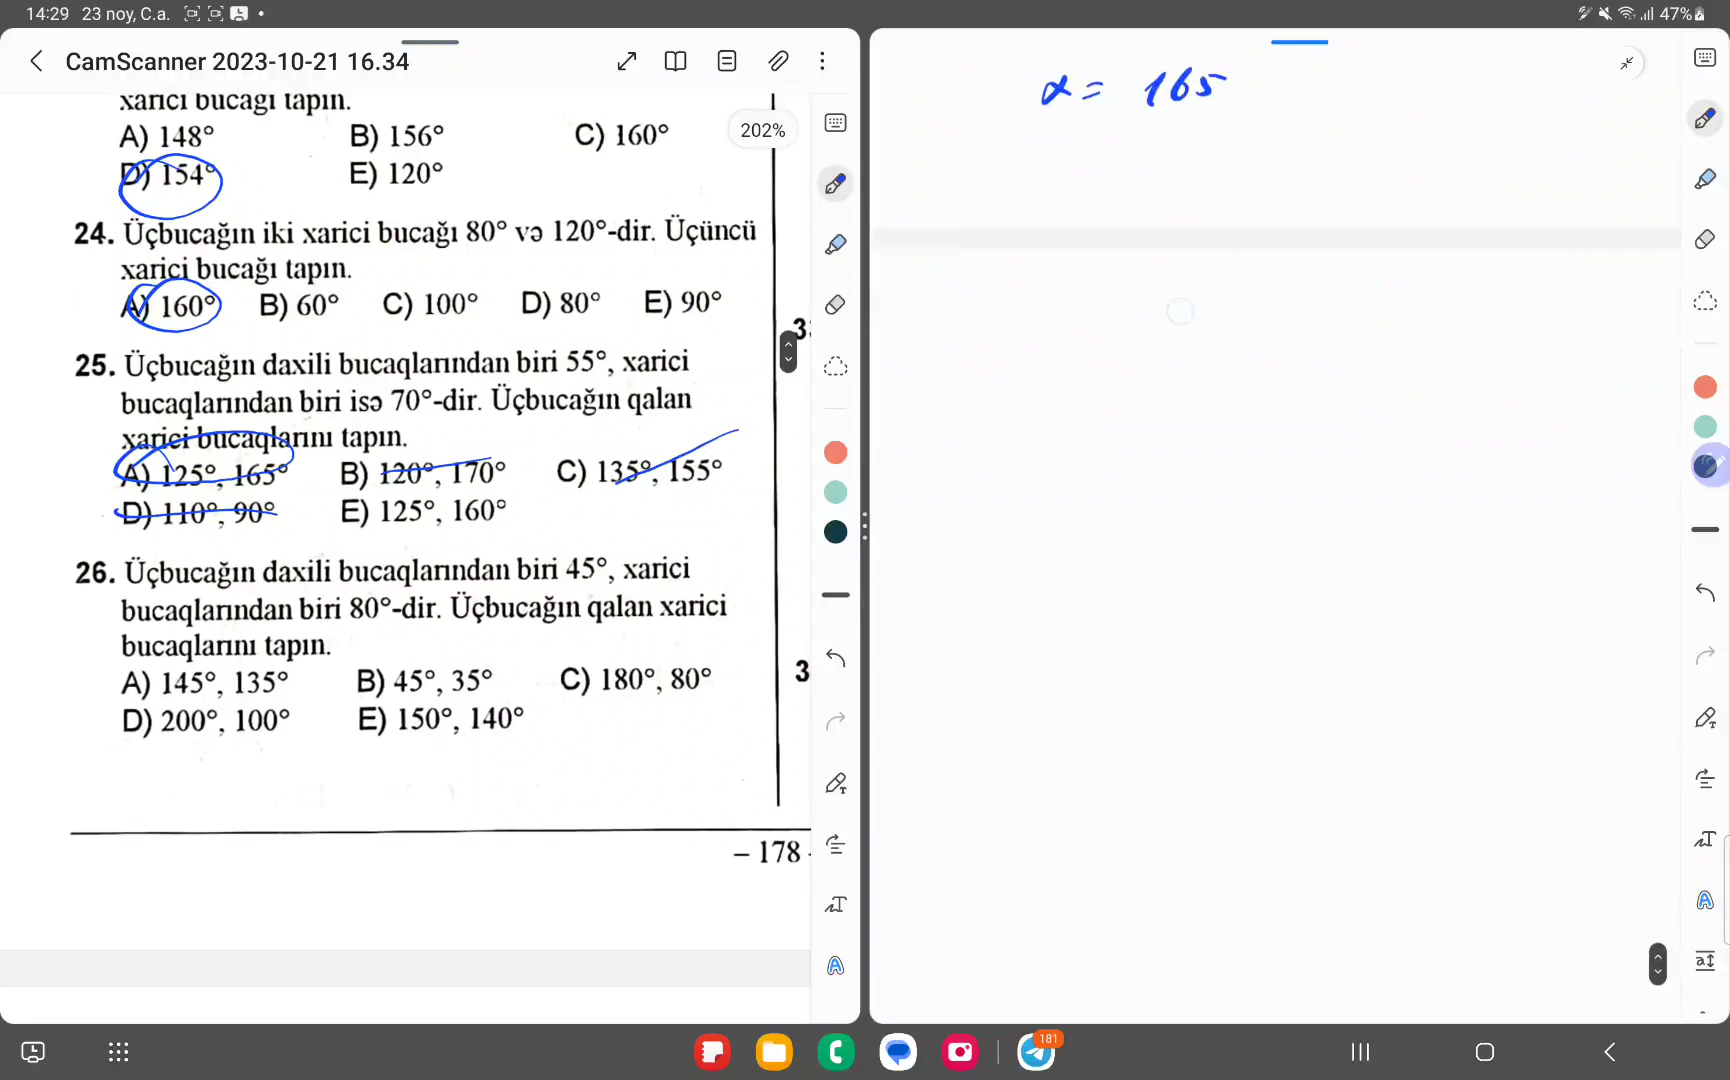 14:29 23 noy, C.a.
47%
CamScanner 2023-10-21 16.34
202%
xarici bucağı tapın.
A) 148° B) 156° C) 160°
D) 154° E) 120°
24. Üçbucağın iki xarici bucağı 80° və 120°-dir. Üçüncü
xarici bucağı tapın.
A) 160° B) 60° C) 100° D) 80° E) 90°
25. Üçbucağın daxili bucaqlarından biri 55°, xarici
bucaqlarından biri isə 70°-dir. Üçbucağın qalan
xarici bucaqlarını tapın.
A) 125°, 165° B) 120°, 170° C) 135°, 155°
D) 110°, 90° E) 125°, 160°
26. Üçbucağın daxili bucaqlarından biri 45°, xarici
bucaqlarından biri 80°-dir. Üçbucağın qalan xarici
bucaqlarını tapın.
A) 145°, 135° B) 45°, 35° C) 180°, 80°
D) 200°, 100° E) 150°, 140°
3
– 178
α = 165
181